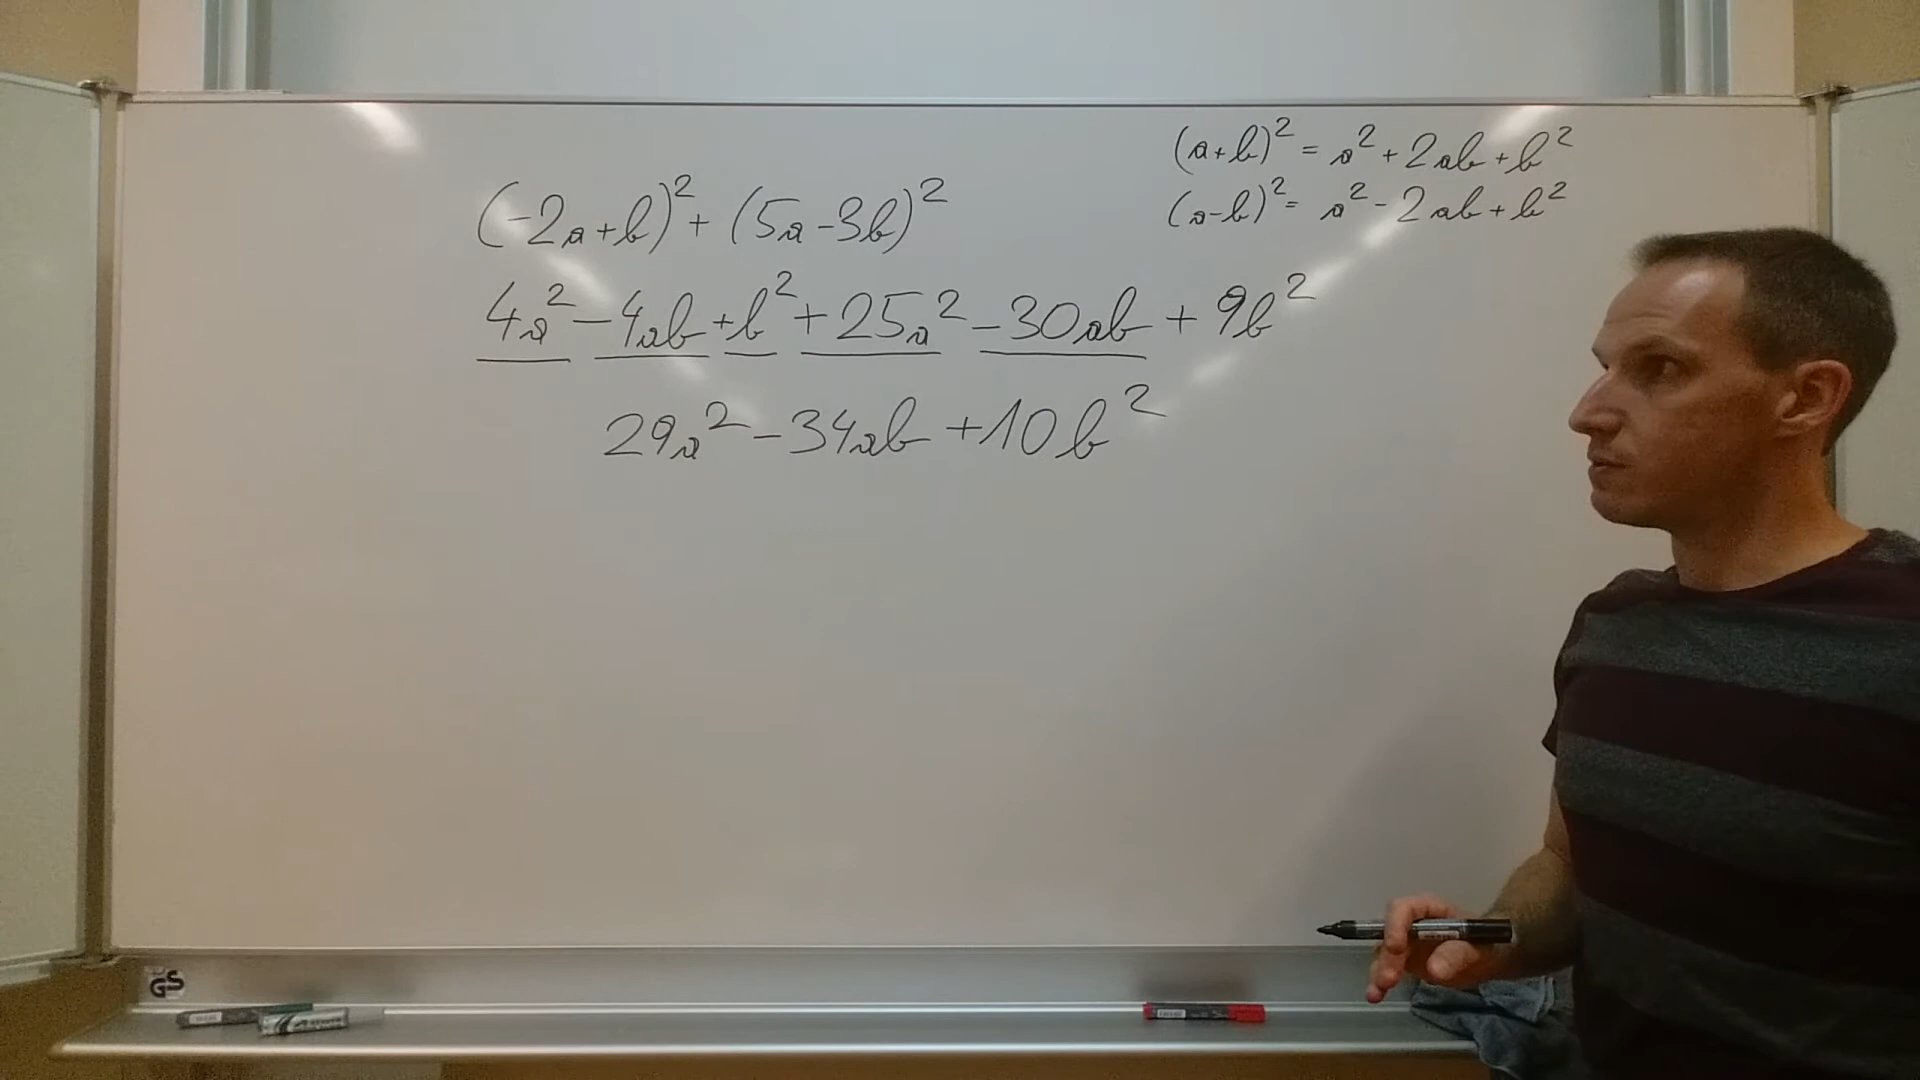 (a+b)² = a² + 2ab + b²
(a-b)² = a² - 2ab + b²
(-2a+b)² + (5a-3b)²
4a² - 4ab + b² + 25a² - 30ab + 9b²
29a² - 34ab + 10b²
GS